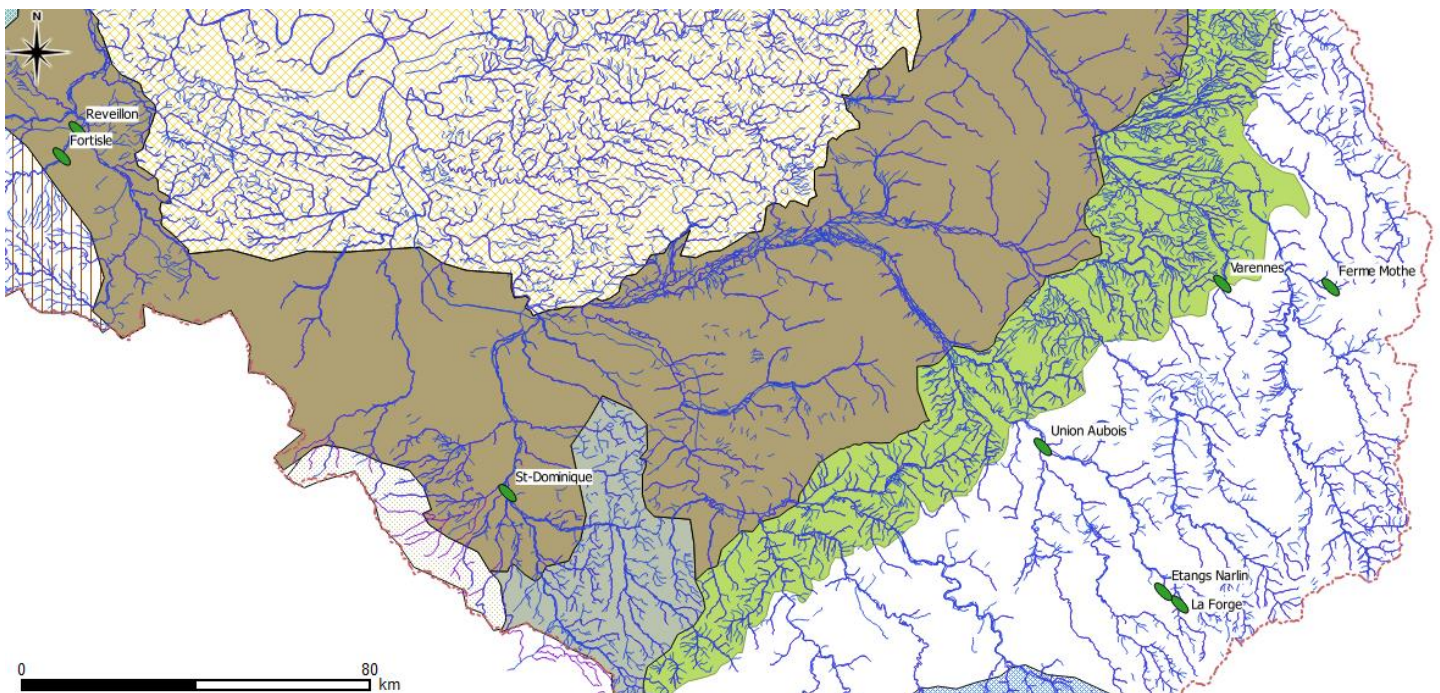 N
Reveillon
Fortisle
Varennes
Ferme Mothe
Union Aubois
St-Dominique
Etangs Narlin
La Forge
0 80
km